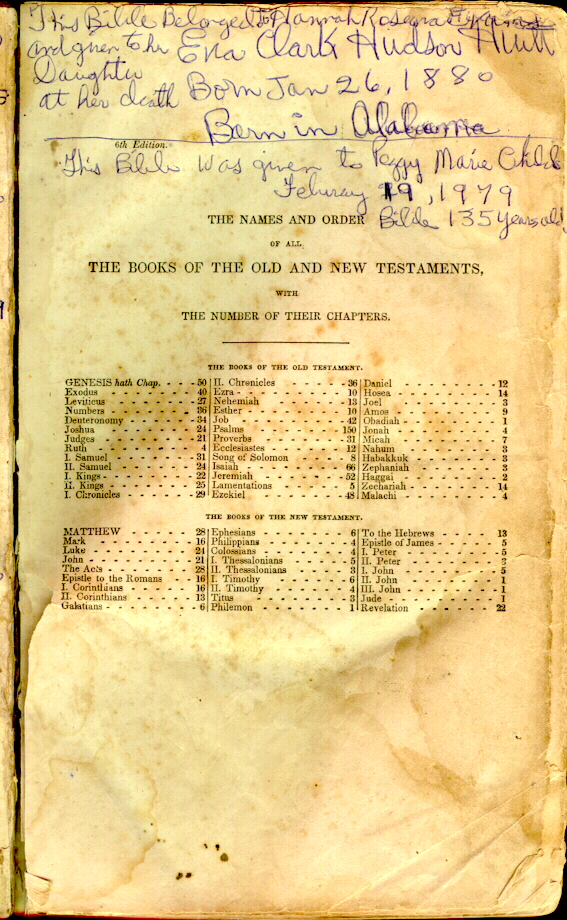 This Bible Belonged To Hannah Rosegna
and given to her Ena Clark Hudson Hiutt
Daughter
at her death Born Jan 26, 1880
Born in Alabama
6th Edition.
This Bible was given to Peggy Marie
Februay 19, 1979
Bible 135 years old
THE NAMES AND ORDER
OF ALL
THE BOOKS OF THE OLD AND NEW TESTAMENTS,
WITH
THE NUMBER OF THEIR CHAPTERS.
THE BOOKS OF THE OLD TESTAMENT.
GENESIS hath Chap. - - - 50
Exodus - - - 40
Leviticus - - - 27
Numbers - - - 36
Deuteronomy - - - 34
Joshua - - - 24
Judges - - - 21
Ruth - - - 4
I. Samuel - - - 31
II. Samuel - - - 24
I. Kings - - - 22
II. Kings - - - 25
I. Chronicles - - - 29
II. Chronicles - - - 36
Ezra - - - 10
Nehemiah - - - 13
Esther - - - 10
Job - - - 42
Psalms - - - 150
Proverbs - - - 31
Ecclesiastes - - - 12
Song of Solomon - - - 8
Isaiah - - - 66
Jeremiah - - - 52
Lamentations - - - 5
Ezekiel - - - 48
Daniel - - - 12
Hosea - - - 14
Joel - - - 3
Amos - - - 9
Obadiah - - - 1
Jonah - - - 4
Micah - - - 7
Nahum - - - 3
Habakkuk - - - 3
Zephaniah - - - 3
Haggai - - - 2
Zechariah - - - 14
Malachi - - - 4
THE BOOKS OF THE NEW TESTAMENT.
MATTHEW - - - 28
Mark - - - 16
Luke - - - 24
John - - - 21
The Acts - - - 28
Epistle to the Romans - - - 16
I. Corinthians - - - 16
II. Corinthians - - - 13
Galatians - - - 6
Ephesians - - - 6
Philippians - - - 4
Colossians - - - 4
I. Thessalonians - - - 5
II. Thessalonians - - - 3
I. Timothy - - - 6
II. Timothy - - - 4
Titus - - - 3
Philemon - - - 1
To the Hebrews - - - 13
Epistle of James - - - 5
I. Peter - - - 5
II. Peter - - - 3
I. John - - - 5
II. John - - - 1
III. John - - - 1
Jude - - - 1
Revelation - - - 22